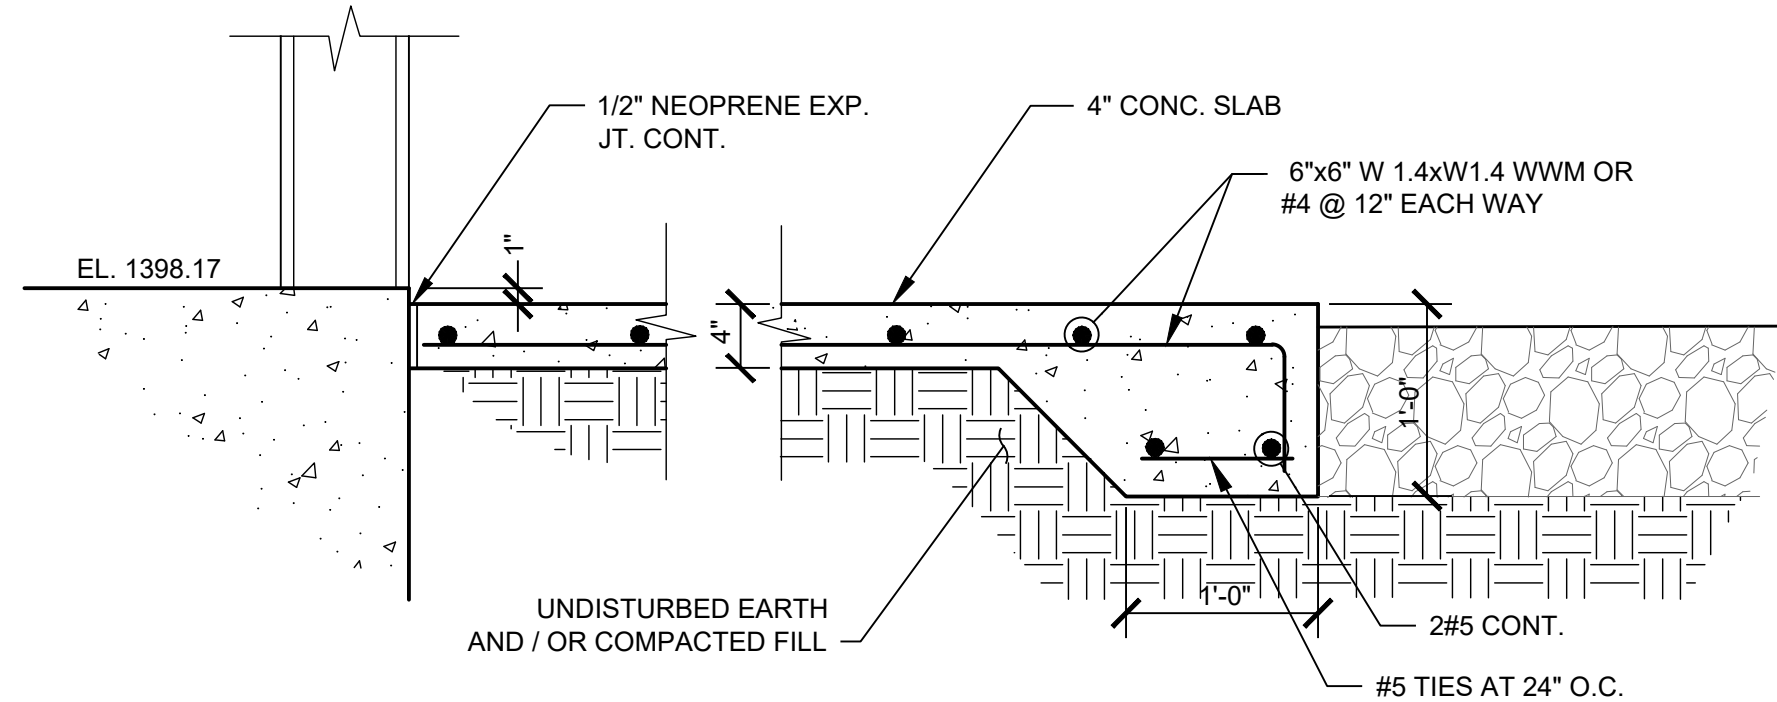 1/2" NEOPRENE EXP.
JT. CONT.
4" CONC. SLAB
6"x6" W 1.4xW1.4 WWM OR
#4 @ 12" EACH WAY
EL. 1398.17
1"
4"
1'-0"
UNDISTURBED EARTH
AND / OR COMPACTED FILL
1'-0"
2#5 CONT.
#5 TIES AT 24" O.C.